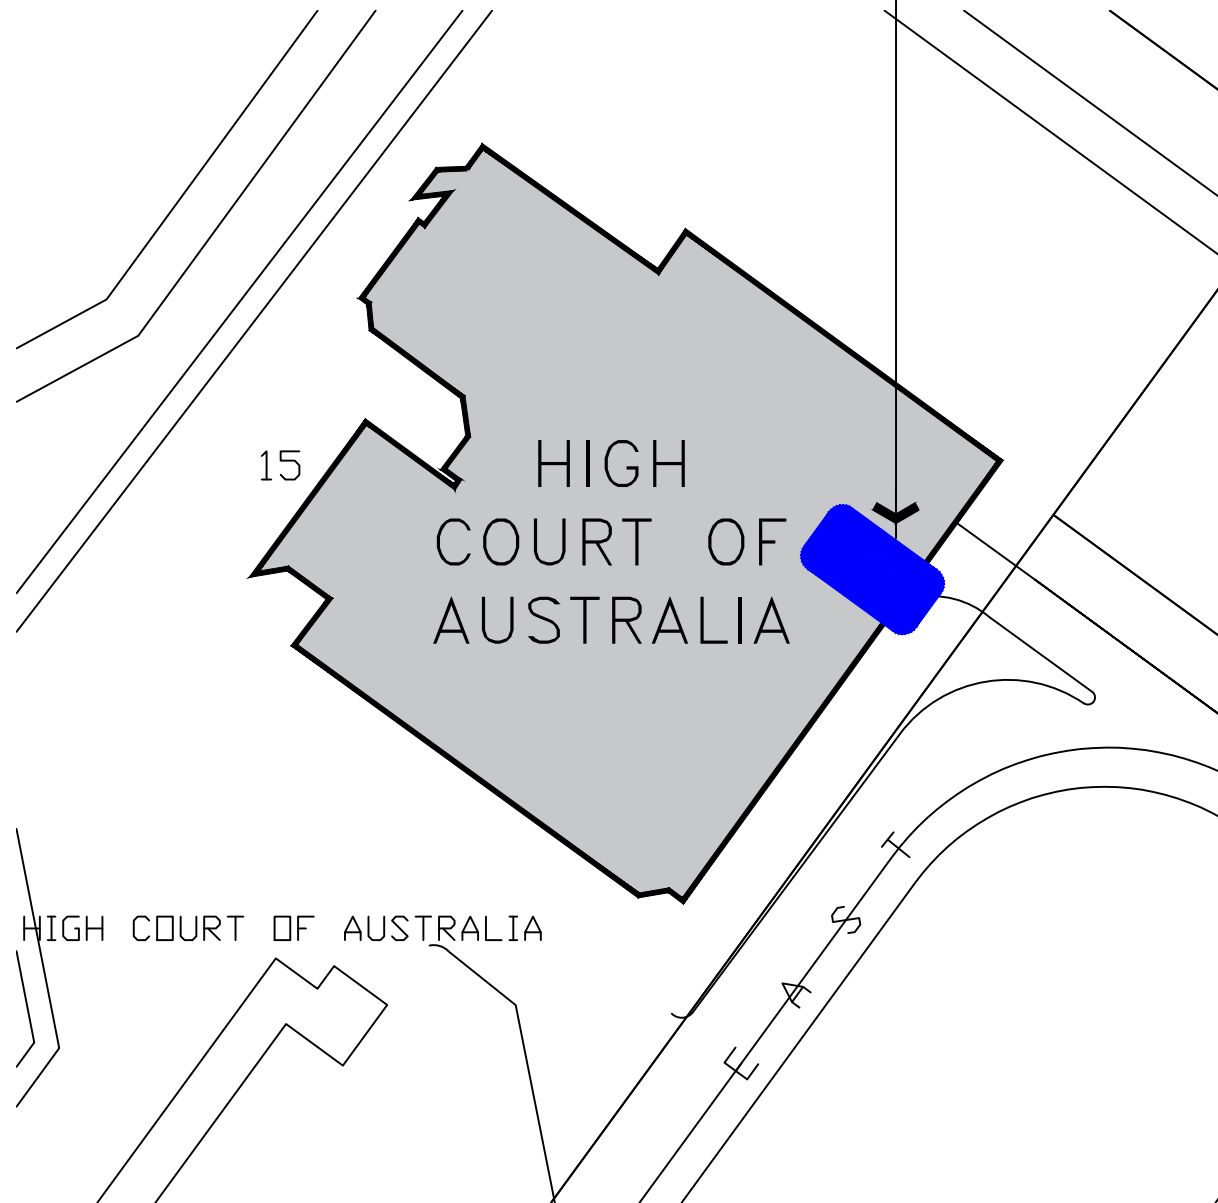 15
HIGH
COURT OF
AUSTRALIA
HIGH COURT OF AUSTRALIA
EAST